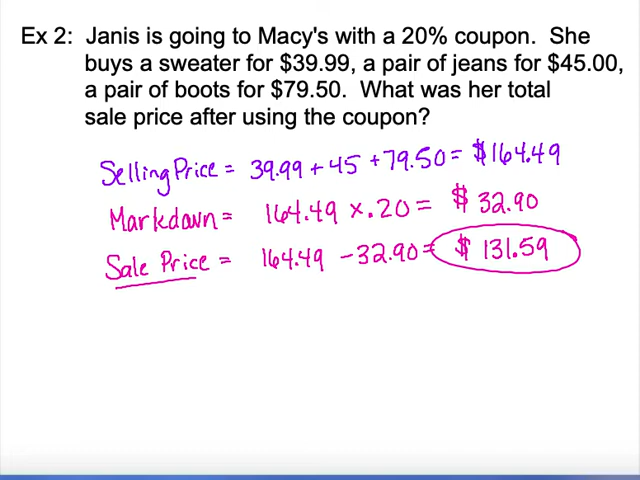 Ex 2: Janis is going to Macy's with a 20% coupon. She
buys a sweater for $39.99, a pair of jeans for $45.00,
a pair of boots for $79.50. What was her total
sale price after using the coupon?
Selling Price = 39.99 + 45 + 79.50 = $164.49
Markdown = 164.49 x .20 = $32.90
Sale Price = 164.49 - 32.90 = $131.59